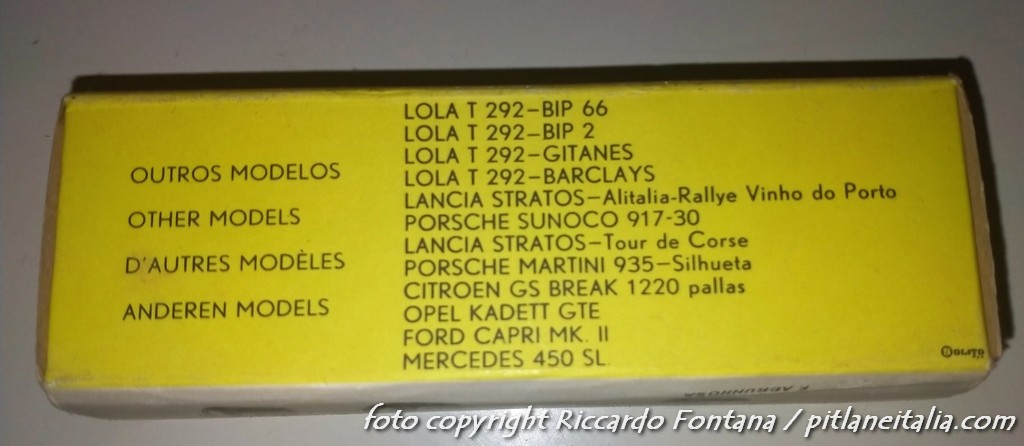 OUTROS MODELOS
OTHER MODELS
D'AUTRES MODÈLES
ANDEREN MODELS
LOLA T 292-BIP 66
LOLA T 292-BIP 2
LOLA T 292-GITANES
LOLA T 292-BARCLAYS
LANCIA STRATOS-Alitalia-Rallye Vinho do Porto
PORSCHE SUNOCO 917-30
LANCIA STRATOS-Tour de Corse
PORSCHE MARTINI 935-Silhueta
CITROEN GS BREAK 1220 pallas
OPEL KADETT GTE
FORD CAPRI MK. II
MERCEDES 450 SL.
foto copyright Riccardo Fontana / pitlaneitalia.com